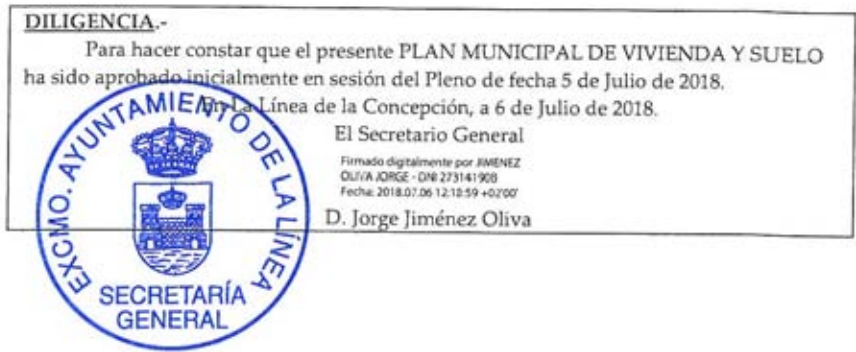 DILIGENCIA.-
Para hacer constar que el presente PLAN MUNICIPAL DE VIVIENDA Y SUELO
ha sido aprobado inicialmente en sesión del Pleno de fecha 5 de Julio de 2018.
En La Línea de la Concepción, a 6 de Julio de 2018.
El Secretario General
Firmado digitalmente por JIMENEZ
OLIVA JORGE - DNI 27314190B
Fecha: 2018.07.06 12:18:59 +02'00'
D. Jorge Jiménez Oliva
EXCMO. AYUNTAMIENTO DE LA LÍNEA
SECRETARÍA
GENERAL